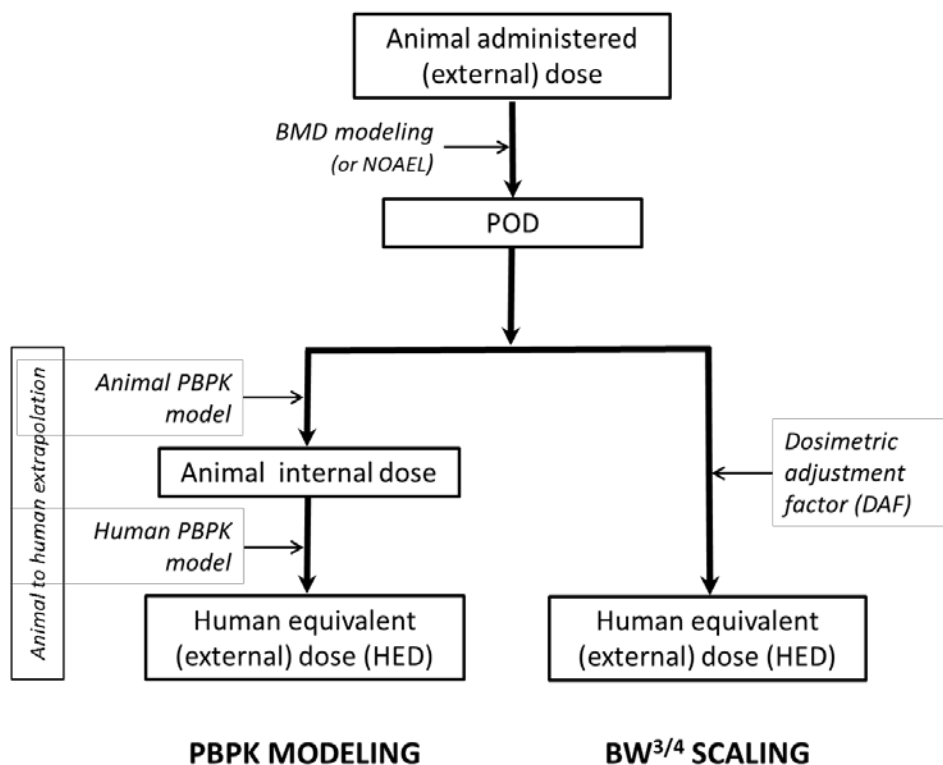 Animal administered
(external) dose
BMD modeling
(or NOAEL)
POD
Animal to human extrapolation
Animal PBPK
model
Animal internal dose
Human PBPK
model
Dosimetric
adjustment
factor (DAF)
Human equivalent
(external) dose (HED)
Human equivalent
(external) dose (HED)
PBPK MODELING
BW³/⁴ SCALING